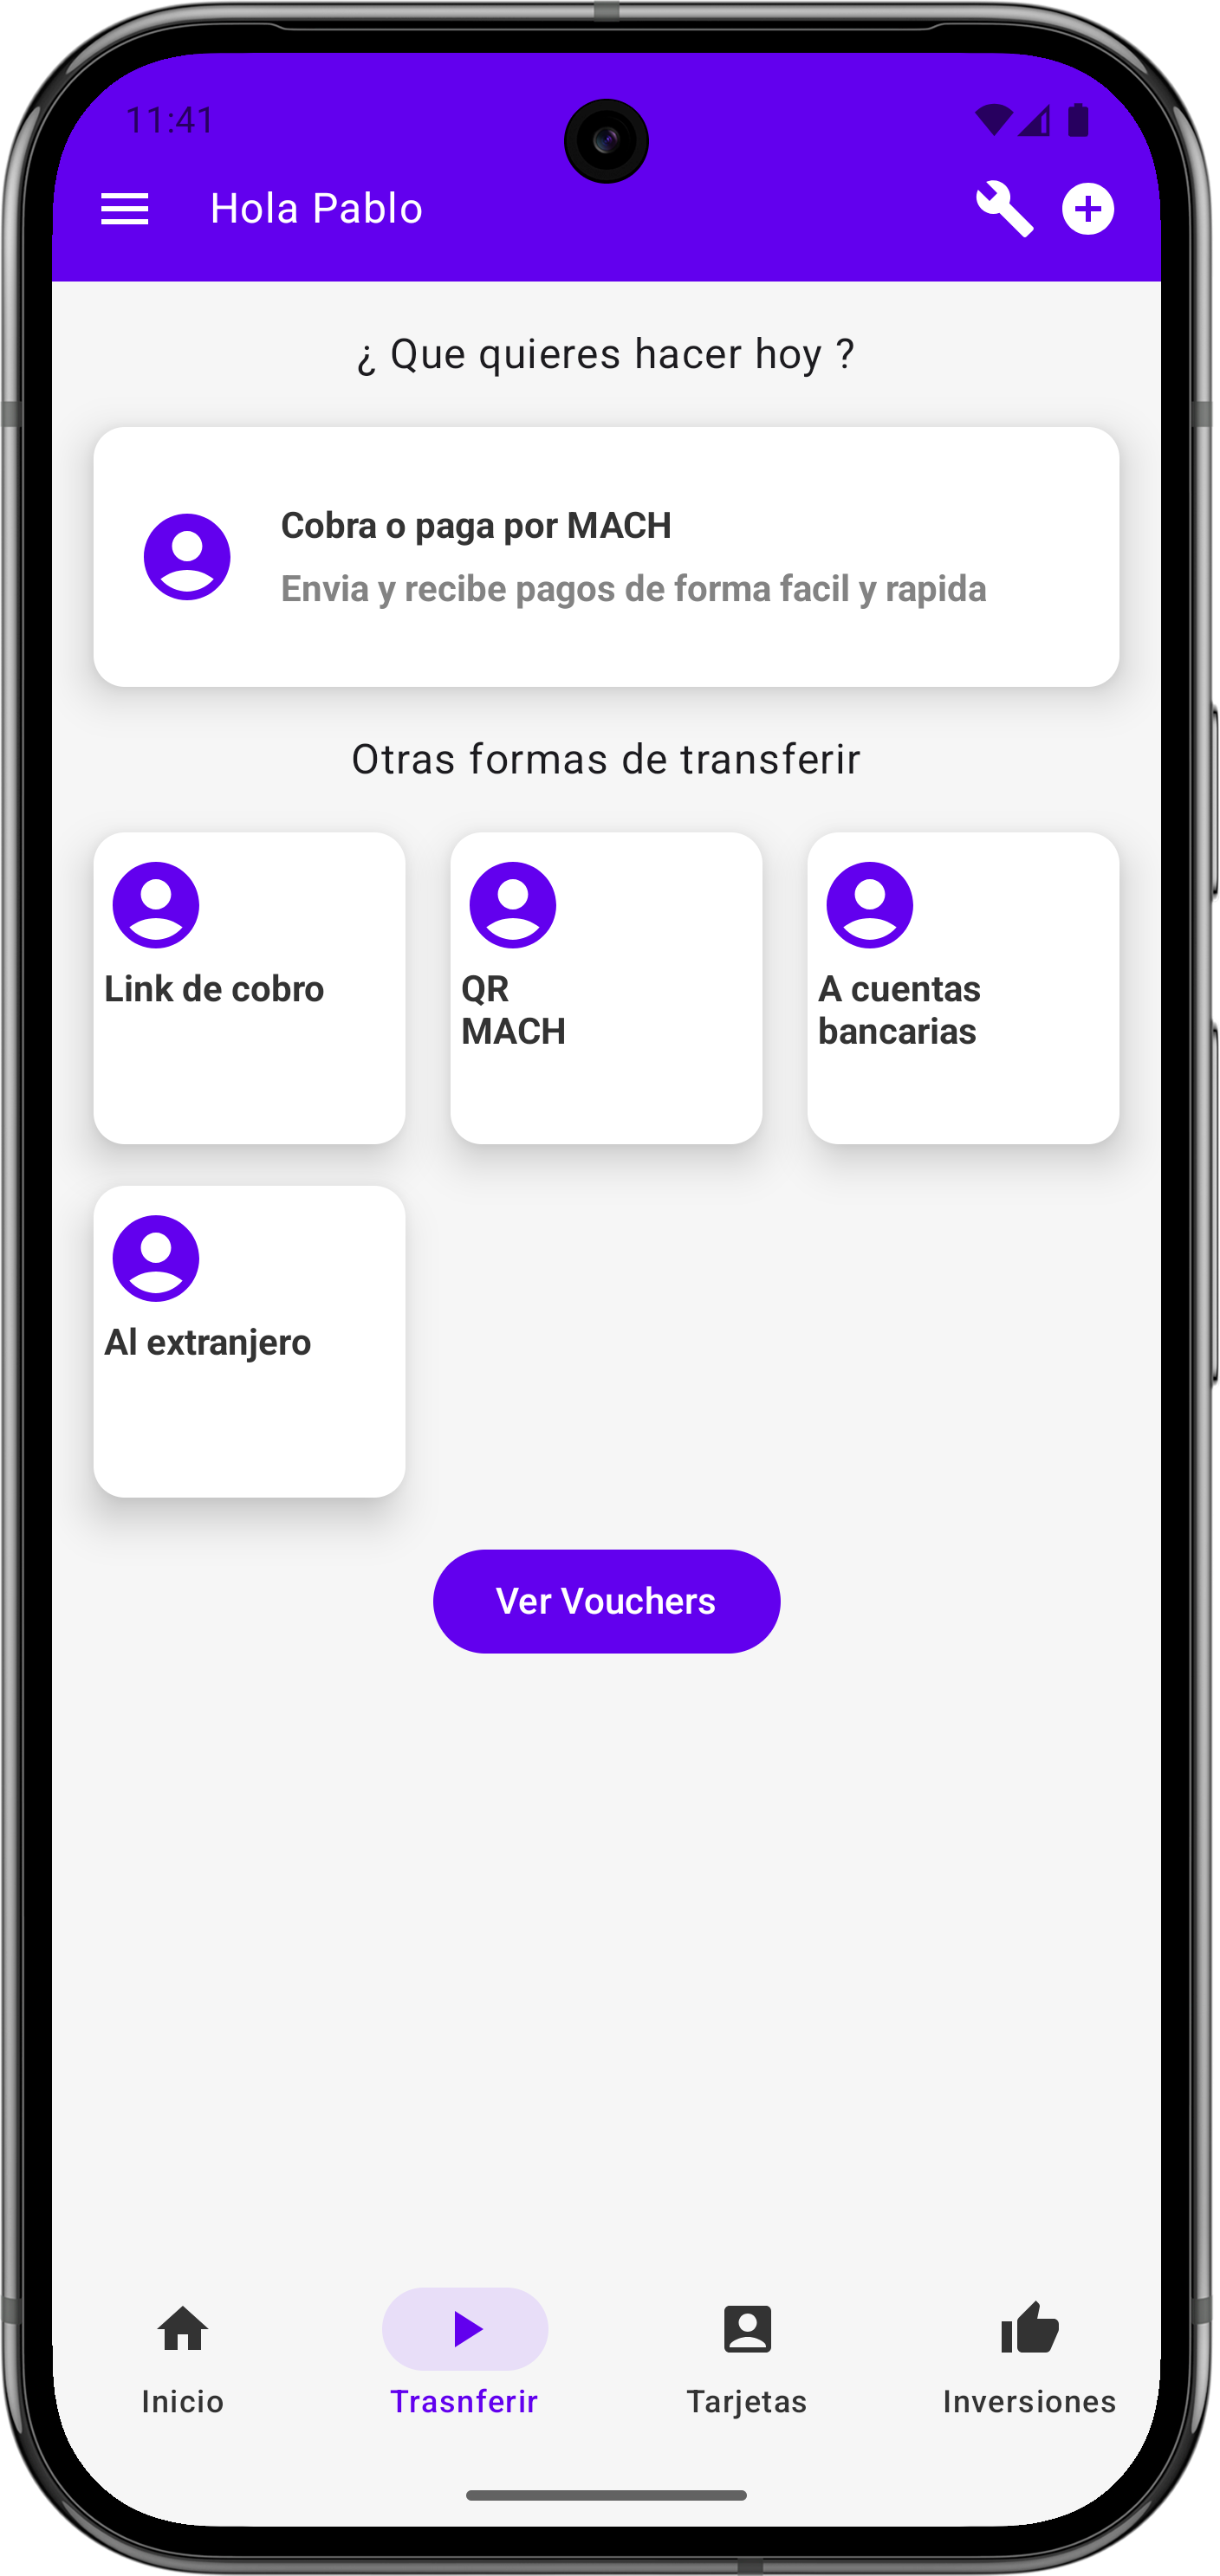 11:41
Hola Pablo
¿ Que quieres hacer hoy ?
Cobra o paga por MACH
Envia y recibe pagos de forma facil y rapida
Otras formas de transferir
Link de cobro
QR
MACH
A cuentas
bancarias
Al extranjero
Ver Vouchers
Inicio
Trasnferir
Tarjetas
Inversiones